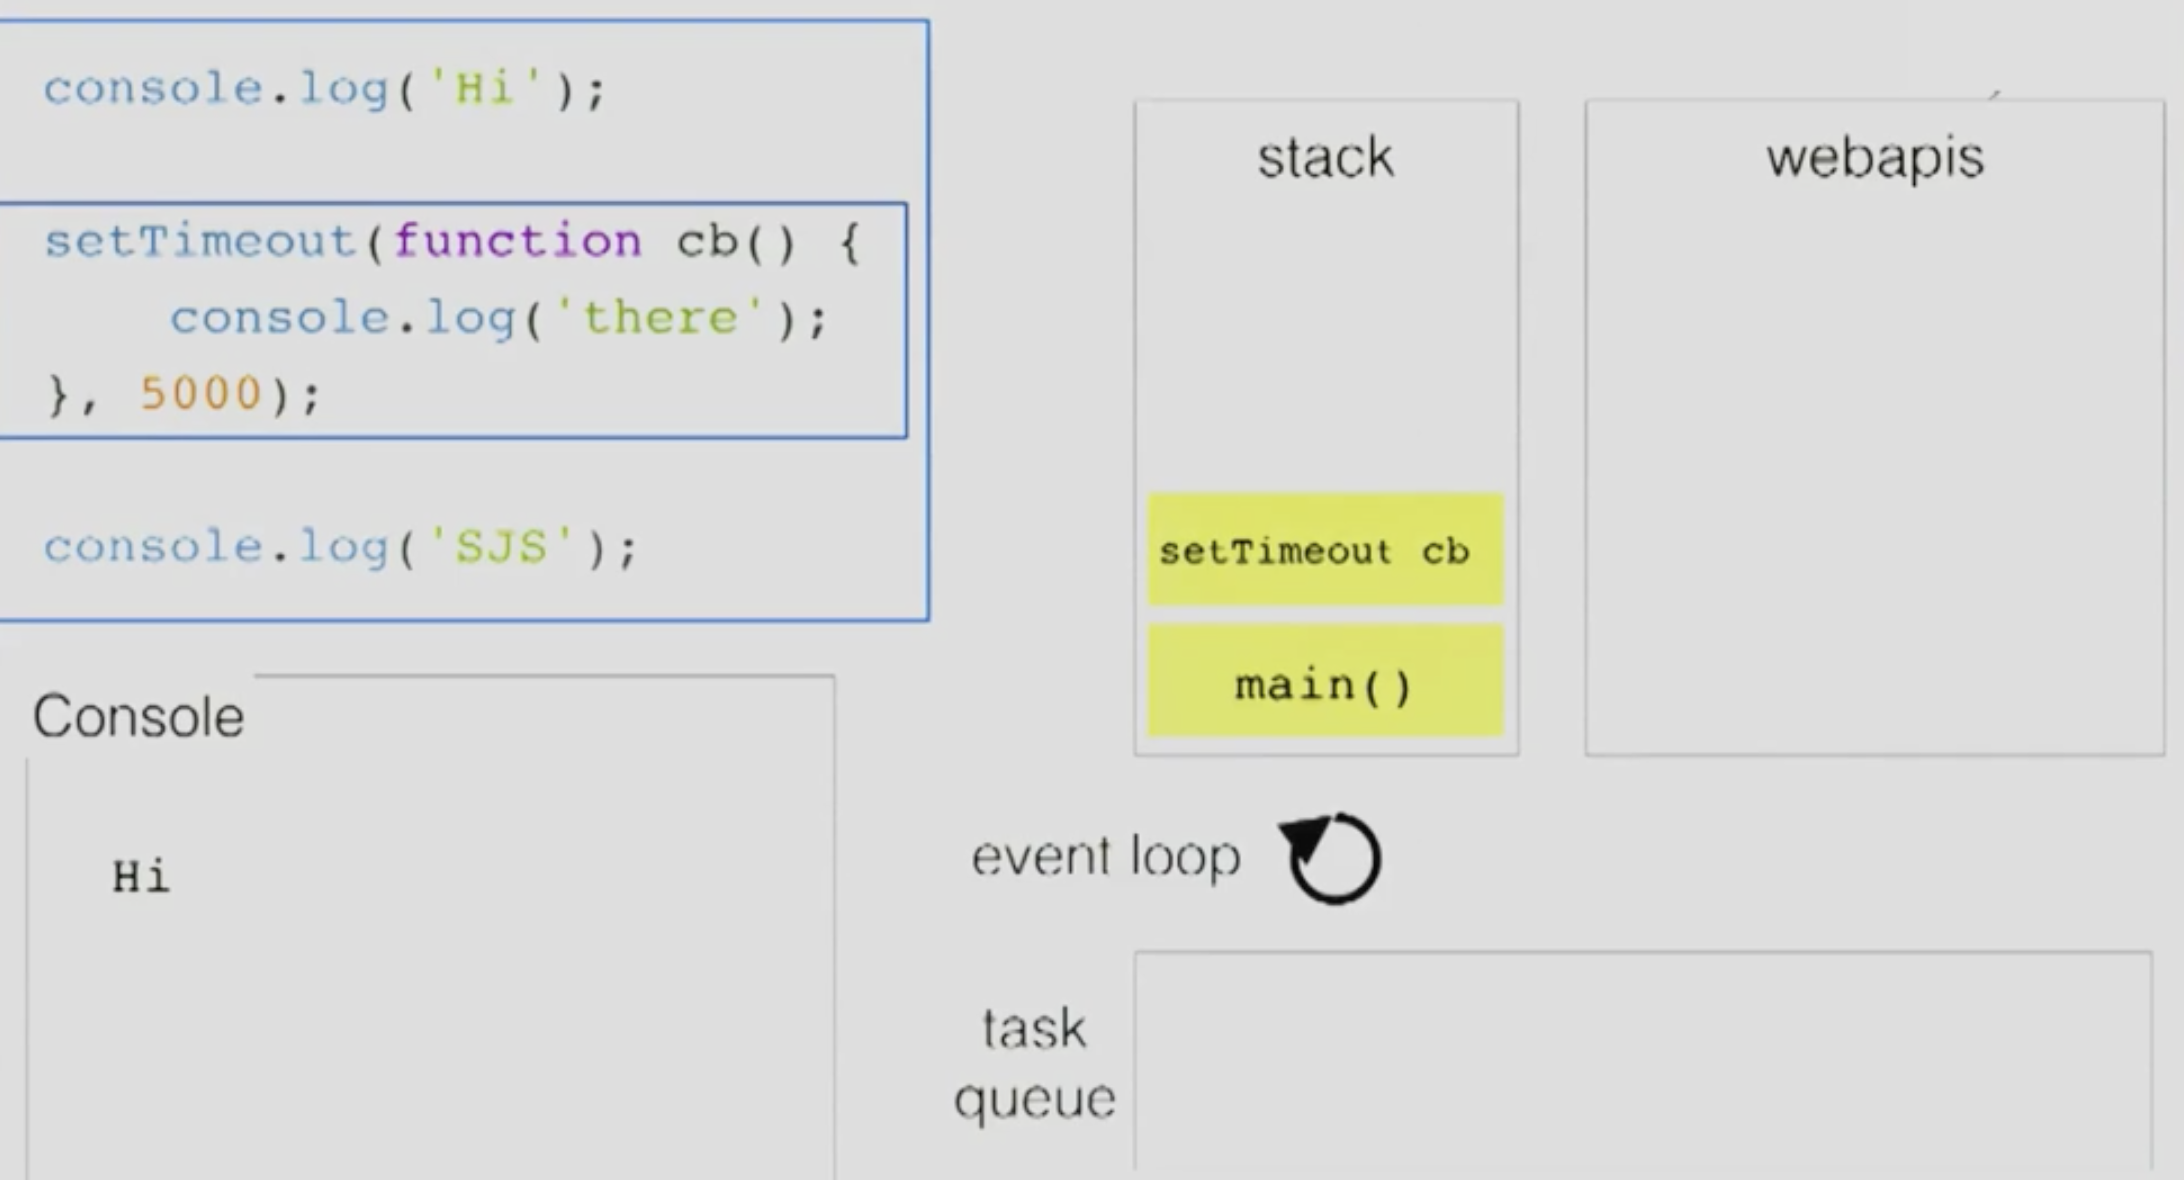 console.log('Hi');
setTimeout(function cb() {
    console.log('there');
}, 5000);
console.log('SJS');
Console
Hi
stack
setTimeout cb
main()
webapis
event loop
task
queue